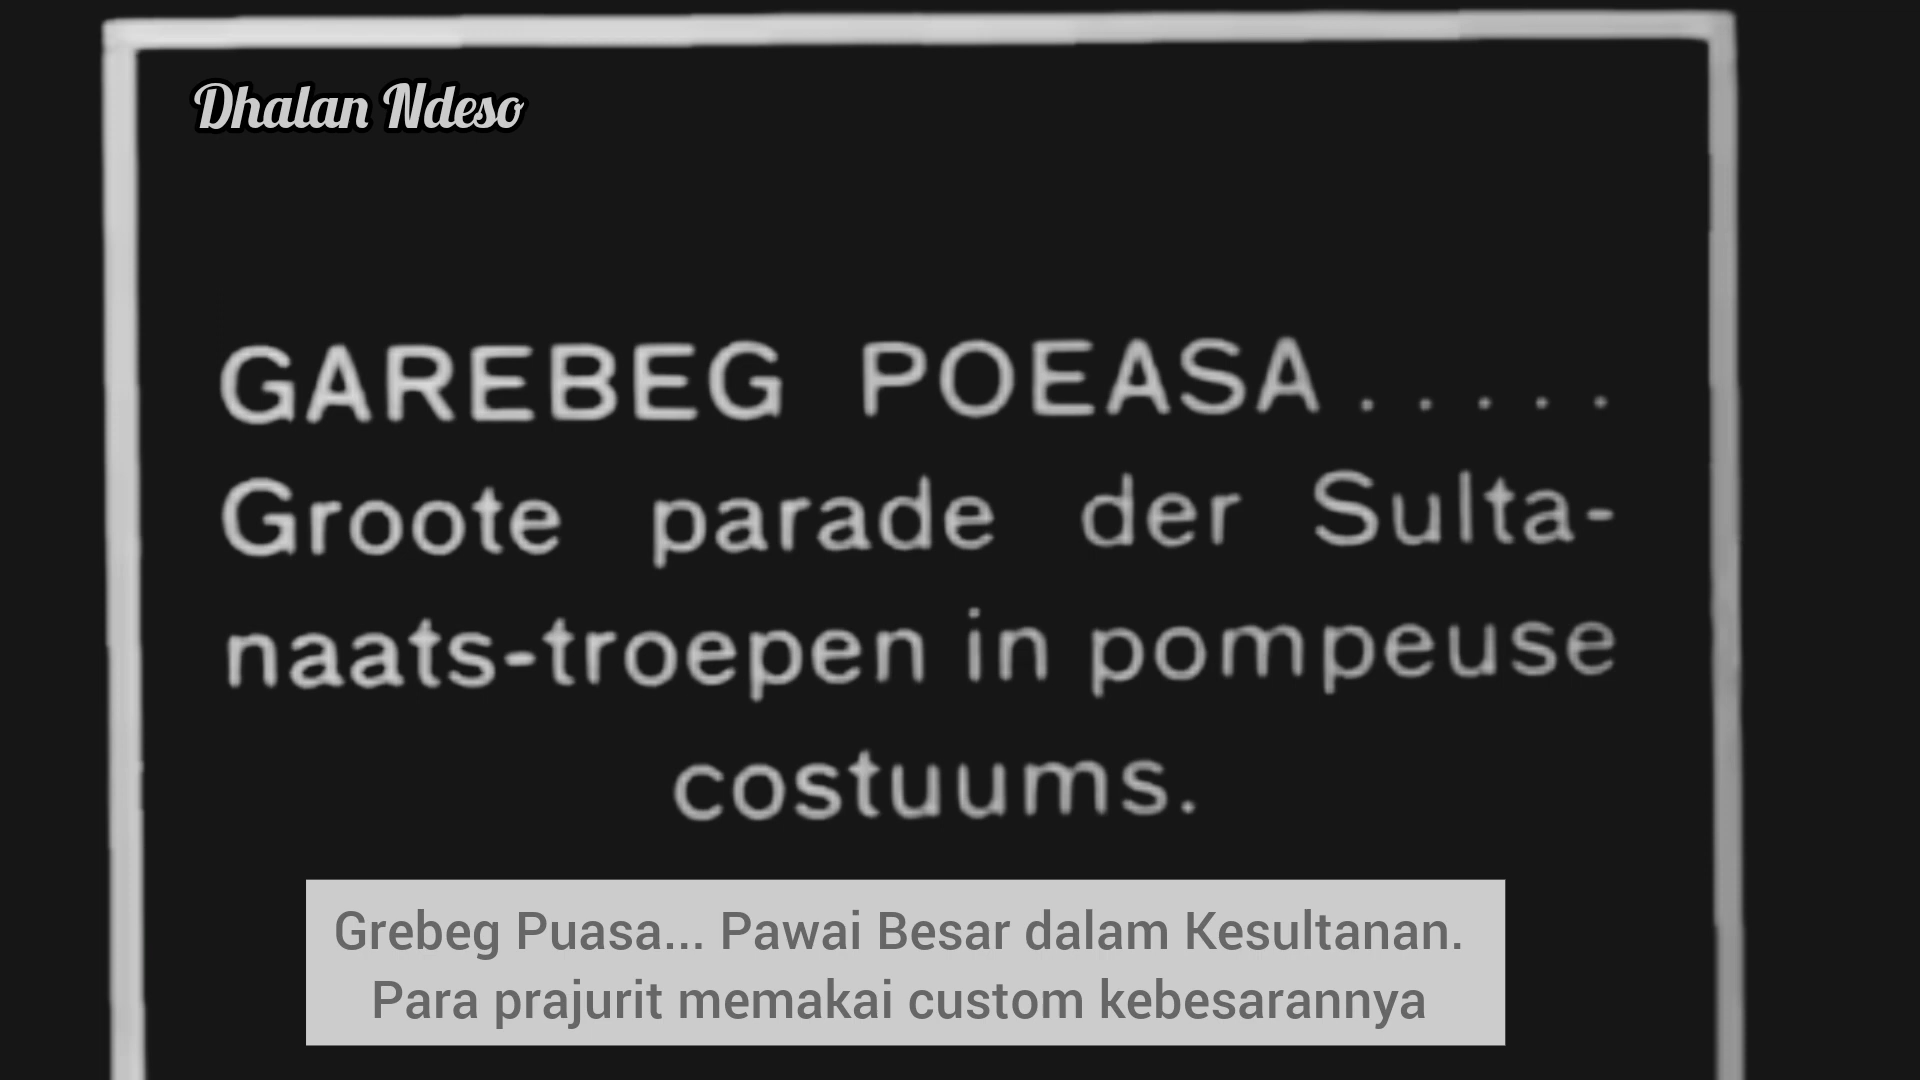 Dhalan Ndeso
GAREBEG POEASA.....
Groote parade der Sulta-
naats-troepen in pompeuse
costuums.
Grebeg Puasa... Pawai Besar dalam Kesultanan.
Para prajurit memakai custom kebesarannya